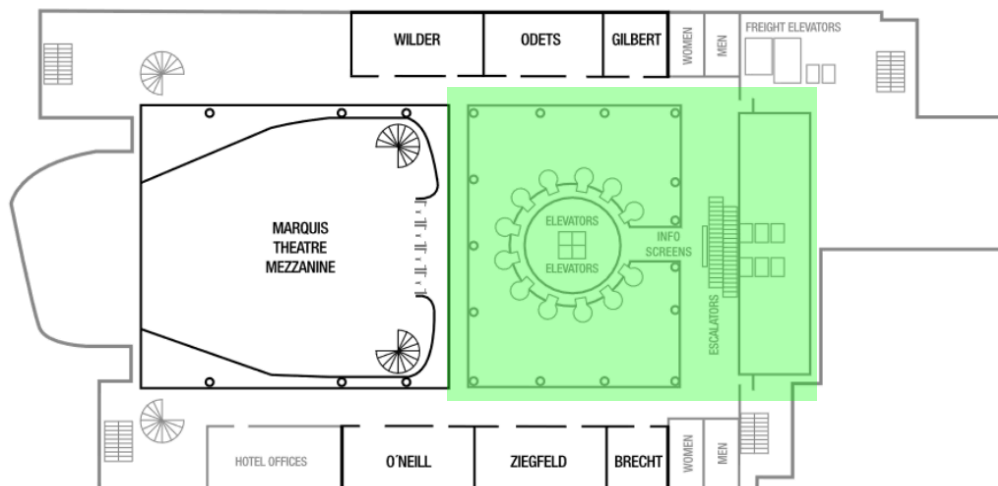 WILDER
ODETS
GILBERT
WOMEN
MEN
FREIGHT ELEVATORS
MARQUIS
THEATRE
MEZZANINE
ELEVATORS
ELEVATORS
INFO
SCREENS
ESCALATORS
HOTEL OFFICES
O´NEILL
ZIEGFELD
BRECHT
WOMEN
MEN